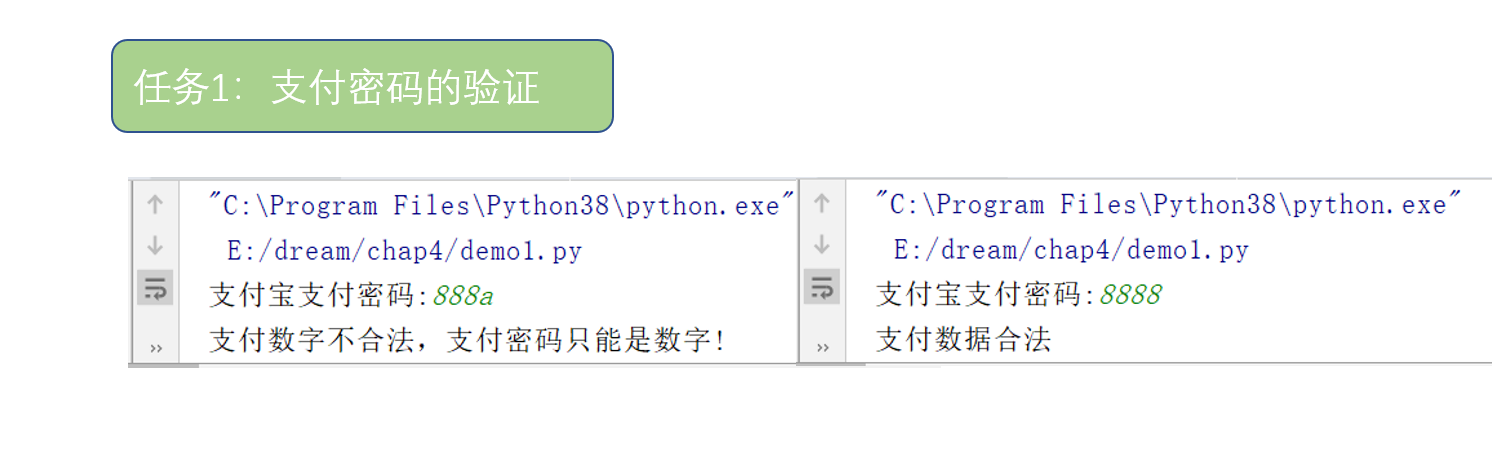 任务1：支付密码的验证
"C:\Program Files\Python38\python.exe"
E:/dream/chap4/demo1.py
支付宝支付密码:888a
支付数字不合法，支付密码只能是数字!
"C:\Program Files\Python38\python.exe"
E:/dream/chap4/demo1.py
支付宝支付密码:8888
支付数据合法